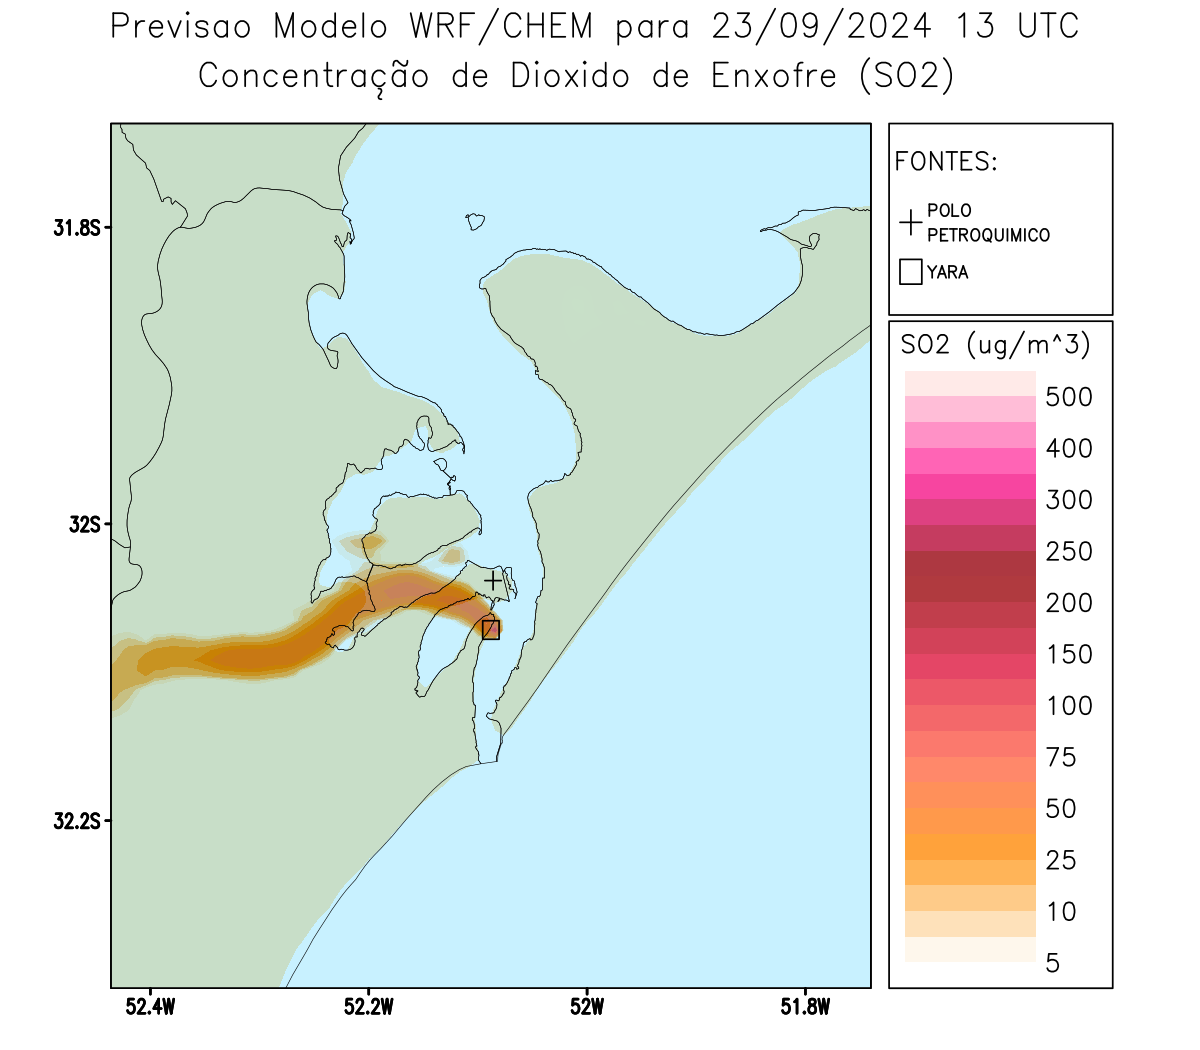 Previsao Modelo WRF/CHEM para 23/09/2024 13 UTC
Concentração de Dioxido de Enxofre (SO2)
FONTES:
POLO
PETROQUIMICO
YARA
31.8S
32S
32.2S
52.4W
52.2W
52W
51.8W
SO2 (ug/m^3)
500
400
300
250
200
150
100
75
50
25
10
5